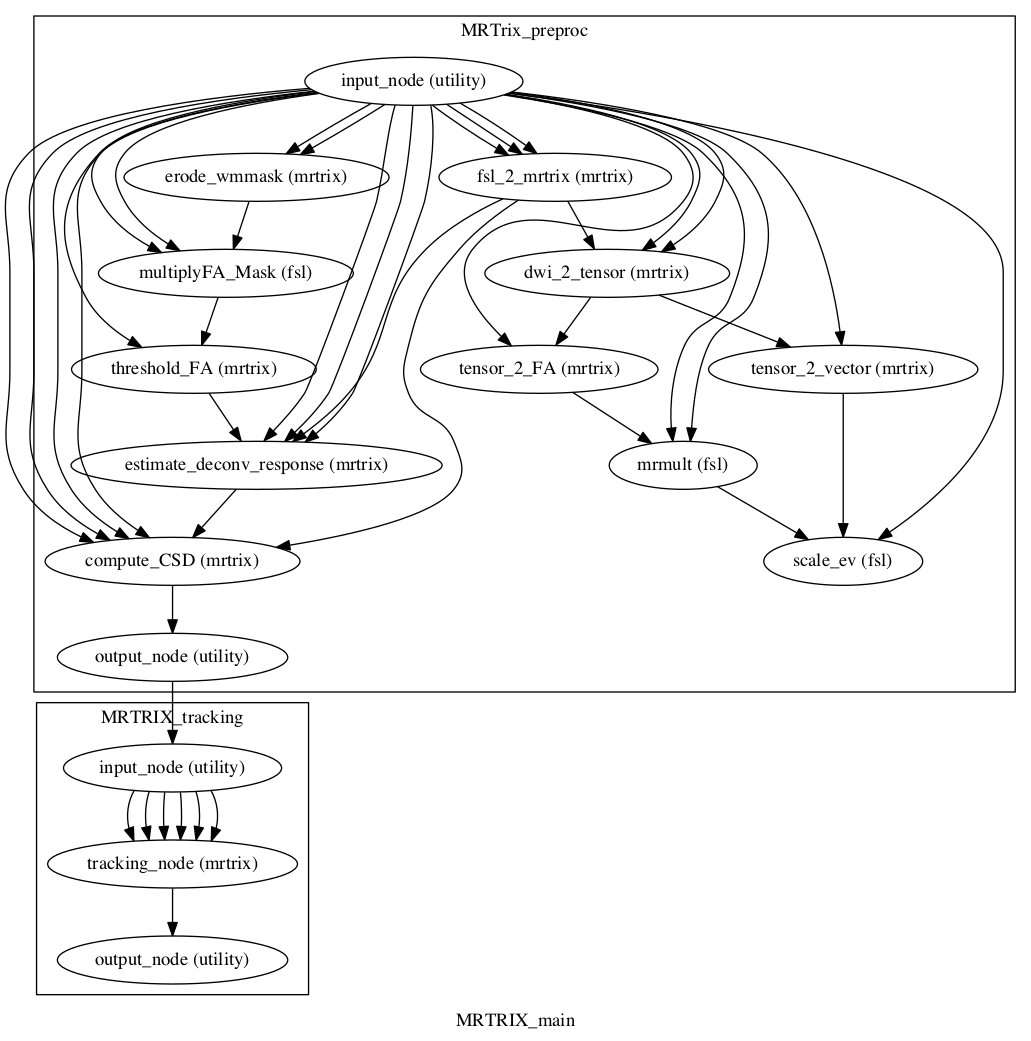 MRTrix_preproc
input_node (utility)
erode_wmmask (mrtrix)
fsl_2_mrtrix (mrtrix)
multiplyFA_Mask (fsl)
dwi_2_tensor (mrtrix)
threshold_FA (mrtrix)
tensor_2_FA (mrtrix)
tensor_2_vector (mrtrix)
estimate_deconv_response (mrtrix)
mrmult (fsl)
compute_CSD (mrtrix)
scale_ev (fsl)
output_node (utility)
MRTRIX_tracking
input_node (utility)
tracking_node (mrtrix)
output_node (utility)
MRTRIX_main